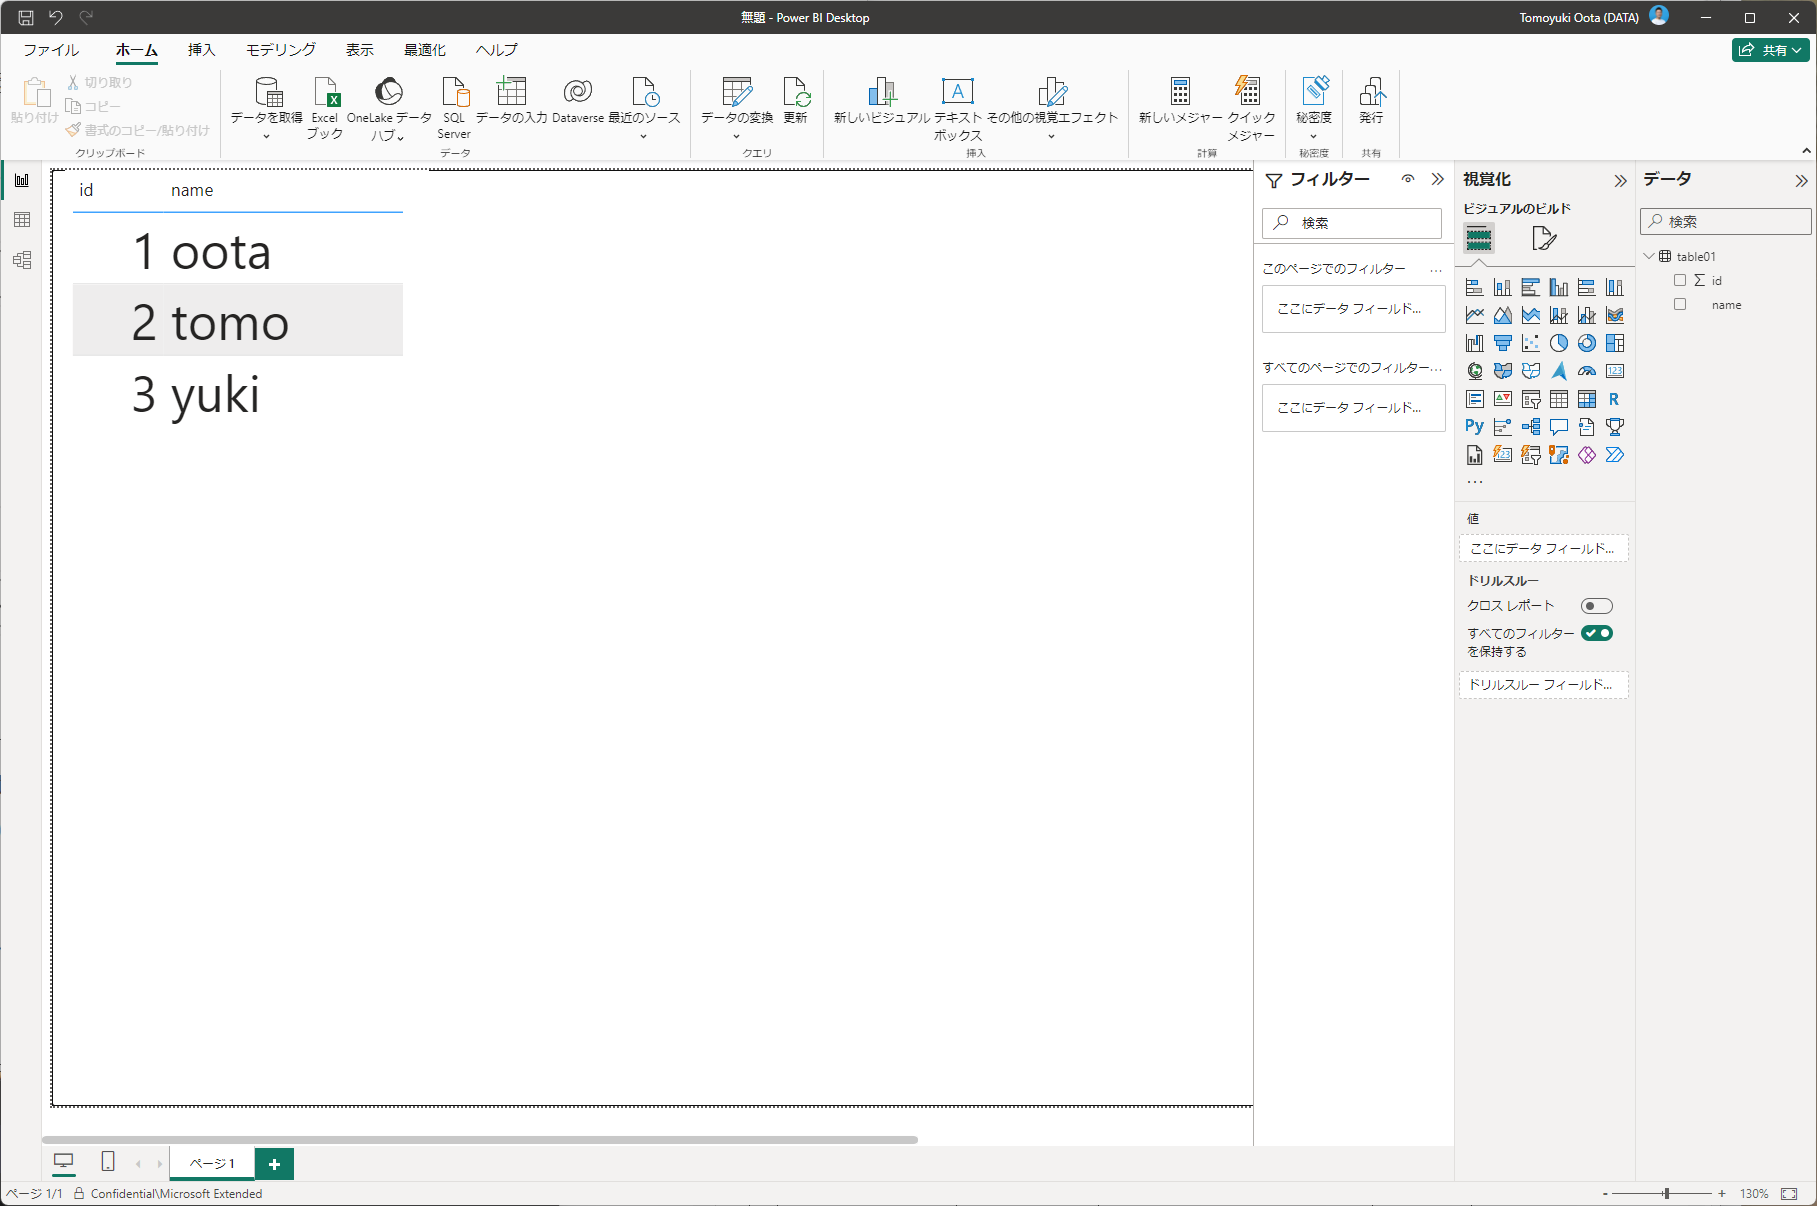 無題 - Power BI Desktop
Tomoyuki Oota (DATA)
ファイル ホーム 挿入 モデリング 表示 最適化 ヘルプ
共有
貼り付け
切り取り
コピー
書式のコピー/貼り付け
クリップボード
データを取得
Excel
ブック
OneLake データ
ハブ
SQL
Server
データの入力
Dataverse
最近のソース
データ
データの変換
更新
クエリ
新しいビジュアル
テキスト
ボックス
その他の視覚エフェクト
挿入
新しいメジャー
クイック
メジャー
計算
秘密度
秘密度
発行
共有
id name
1 oota
2 tomo
3 yuki
フィルター
検索
このページでのフィルター ...
ここにデータ フィールド...
すべてのページでのフィルター...
ここにデータ フィールド...
視覚化
ビジュアルのビルド
123
R
Py
123
...
値
ここにデータ フィールド...
ドリルスルー
クロス レポート
すべてのフィルター
を保持する
ドリルスルー フィールド...
データ
検索
table01
Σ id
name
ページ 1
+
ページ 1/1 Confidential\Microsoft Extended
- + 130%